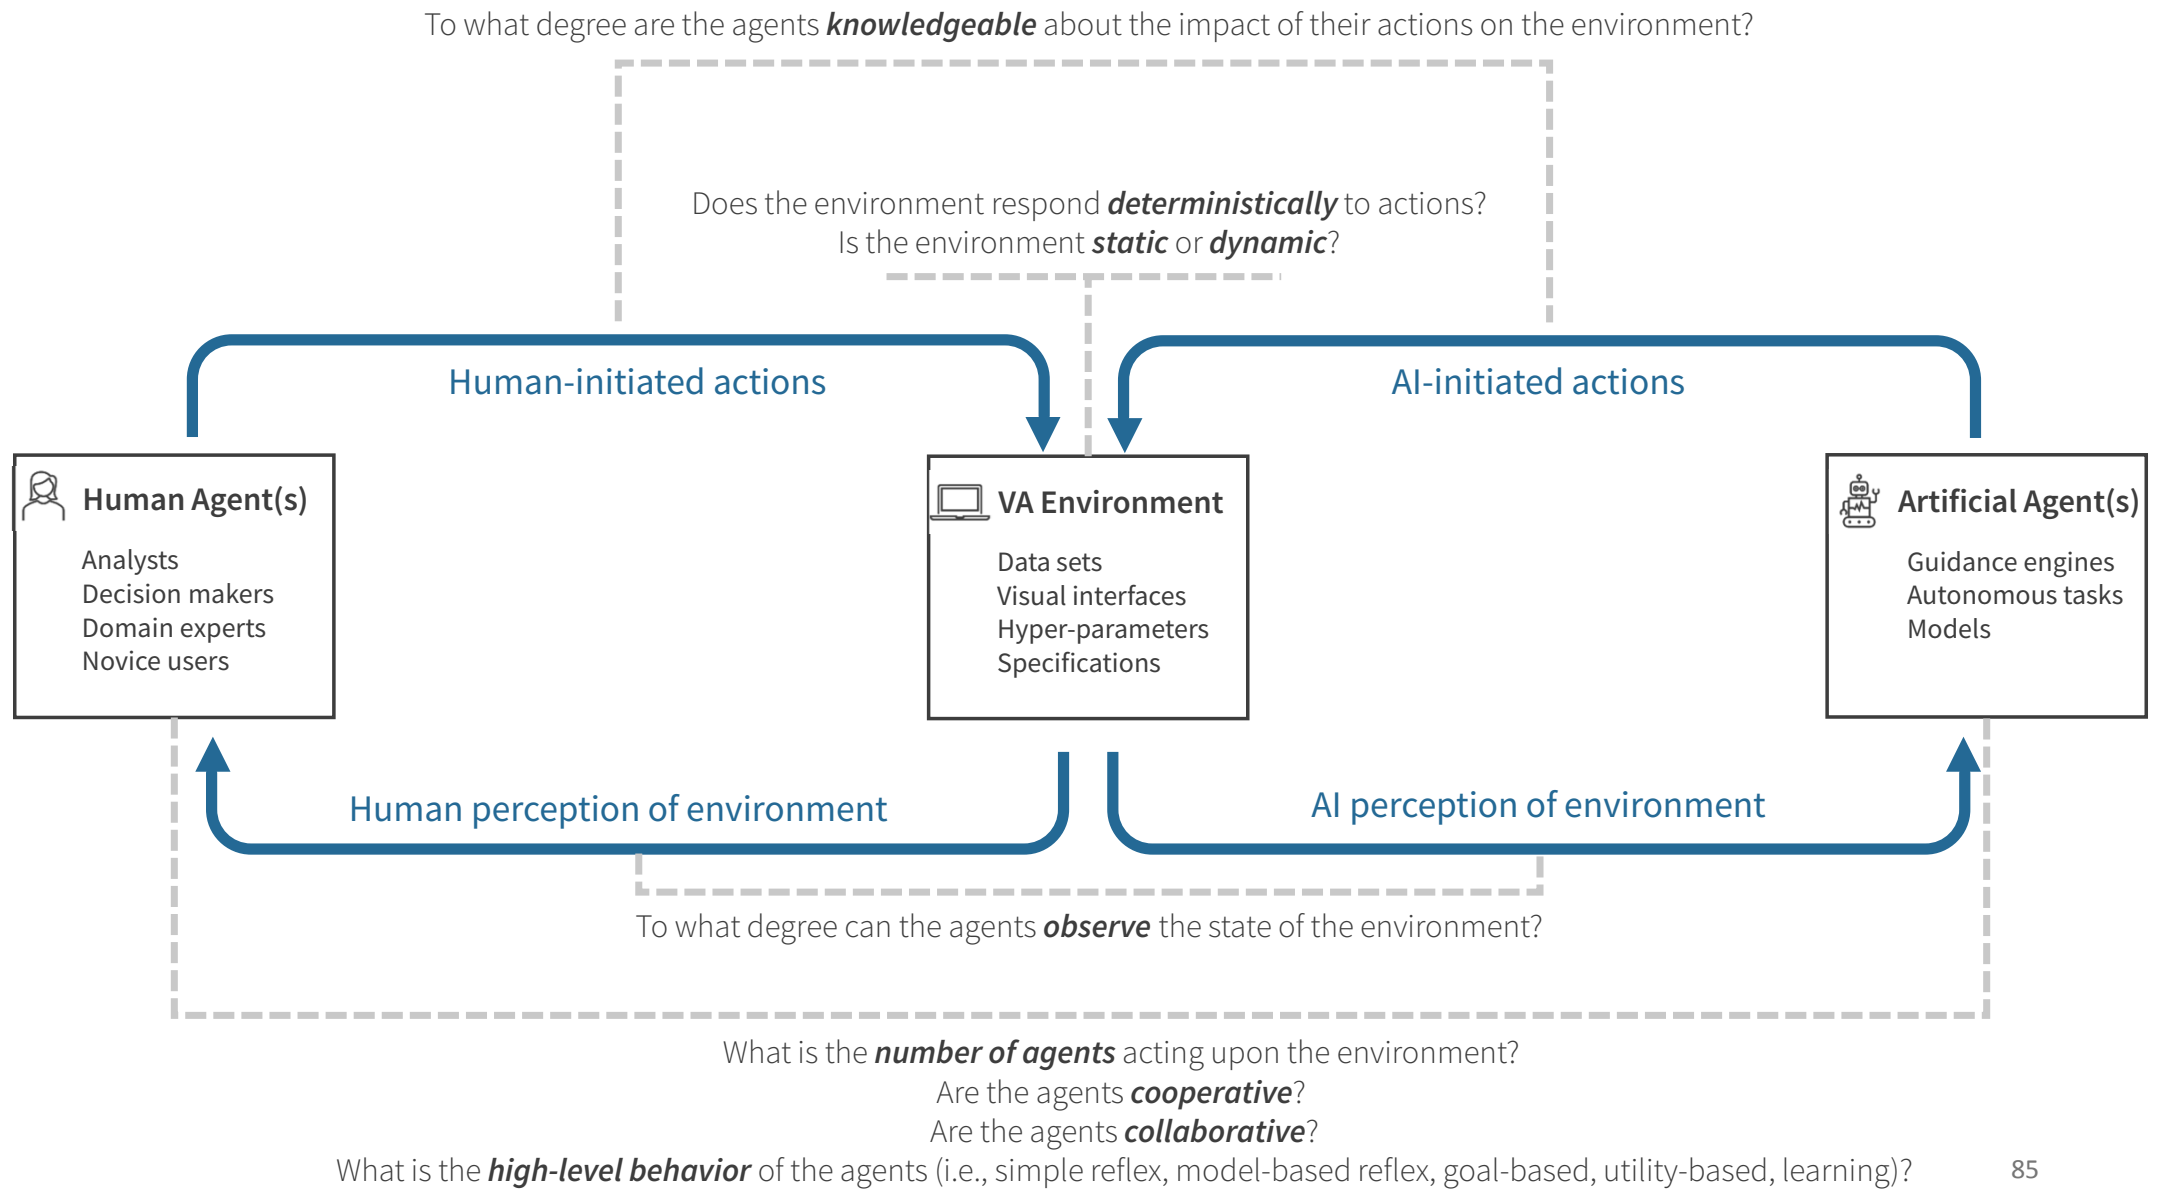 To what degree are the agents knowledgeable about the impact of their actions on the environment?
Does the environment respond deterministically to actions?
Is the environment static or dynamic?
Human-initiated actions
AI-initiated actions
Human Agent(s)
Analysts
Decision makers
Domain experts
Novice users
VA Environment
Data sets
Visual interfaces
Hyper-parameters
Specifications
Artificial Agent(s)
Guidance engines
Autonomous tasks
Models
Human perception of environment
AI perception of environment
To what degree can the agents observe the state of the environment?
What is the number of agents acting upon the environment?
Are the agents cooperative?
Are the agents collaborative?
What is the high-level behavior of the agents (i.e., simple reflex, model-based reflex, goal-based, utility-based, learning)?
85